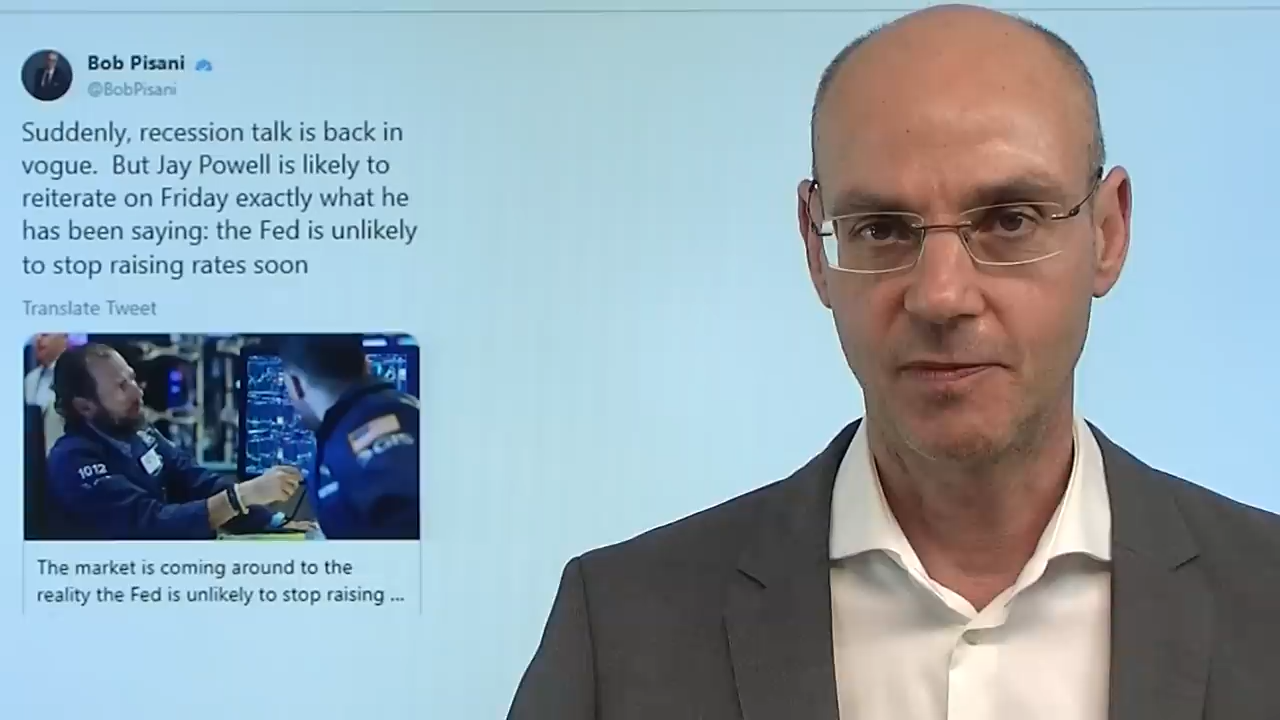 Bob Pisani
@BobPisani
Suddenly, recession talk is back in
vogue. But Jay Powell is likely to
reiterate on Friday exactly what he
has been saying: the Fed is unlikely
to stop raising rates soon
Translate Tweet
1012
The market is coming around to the
reality the Fed is unlikely to stop raising ...